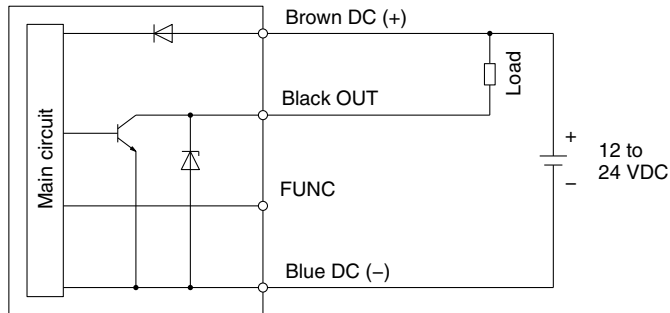 Brown DC (+)
Load
Black OUT
Main circuit
+
12 to
24 VDC
−
FUNC
Blue DC (−)